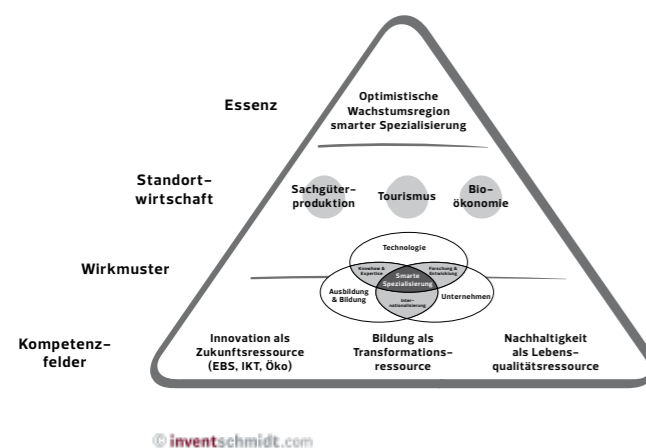 Essenz
Optimistische
Wachstumsregion
smarter Spezialisierung
Standort-
wirtschaft
Sachgüter-
produktion
Tourismus
Bio-
ökonomie
Wirkmuster
Technologie
Knowhow &
Expertise
Smarte
Spezialisierung
Forschung &
Entwicklung
Ausbildung
& Bildung
Inter-
nationalisierung
Unternehmen
Kompetenz-
felder
Innovation als
Zukunftsressource
(EBS, IKT, Öko)
Bildung als
Transformations-
ressource
Nachhaltigkeit
als Lebens-
qualitätsressource
© inventschmidt.com